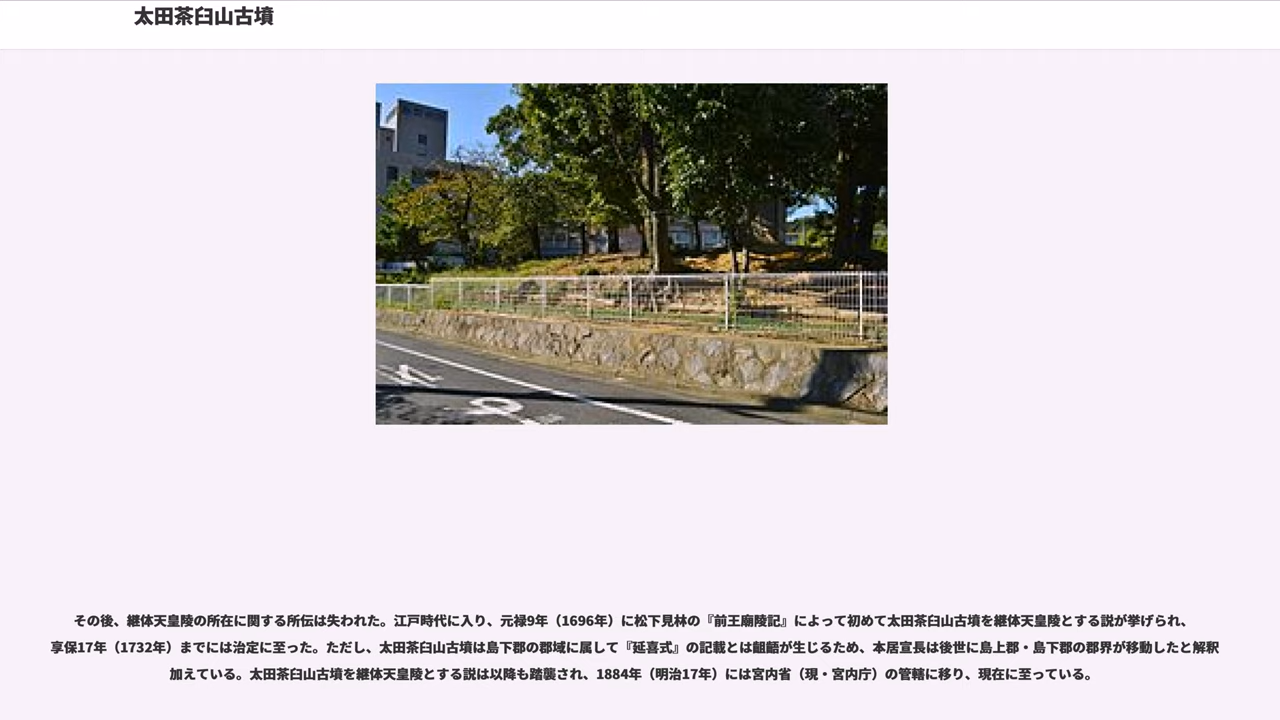 太田茶臼山古墳
その後、継体天皇陵の所在に関する所伝は失われた。江戸時代に入り、元禄9年（1696年）に松下見林の『前王廟陵記』によって初めて太田茶臼山古墳を継体天皇陵とする説が挙げられ、
享保17年（1732年）までには治定に至った。ただし、太田茶臼山古墳は島下郡の郡域に属して『延喜式』の記載とは齟齬が生じるため、本居宣長は後世に島上郡・島下郡の郡界が移動したと解釈
加えている。太田茶臼山古墳を継体天皇陵とする説は以降も踏襲され、1884年（明治17年）には宮内省（現・宮内庁）の管轄に移り、現在に至っている。